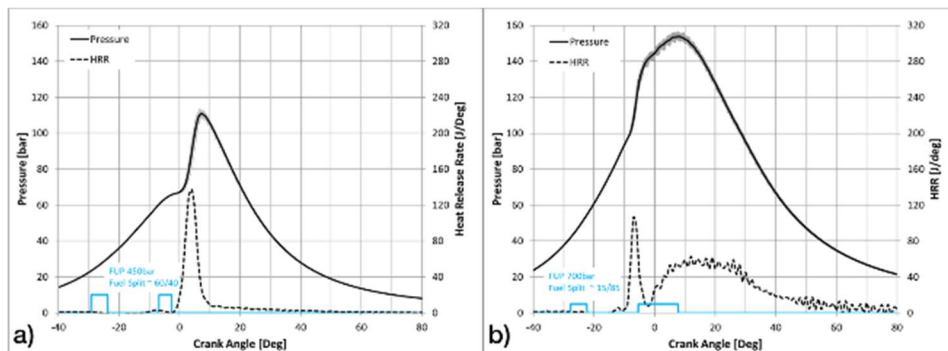 160
140
120
100
80
60
40
20
0
Pressure [bar]
Pressure
HRR
320
280
240
200
160
120
80
40
0
Heat Release Rate [J/Deg]
FUP 450bar
Fuel Split ~ 60/40
-40 -20 0 20 40 60 80
Crank Angle [Deg]
a)
160
140
120
100
80
60
40
20
0
Pressure [bar]
Pressure
HRR
320
280
240
200
160
120
80
40
0
HRR [J/deg]
FUP 700bar
Fuel Split ~ 15/85
-40 -20 0 20 40 60 80
Crank Angle [Deg]
b)